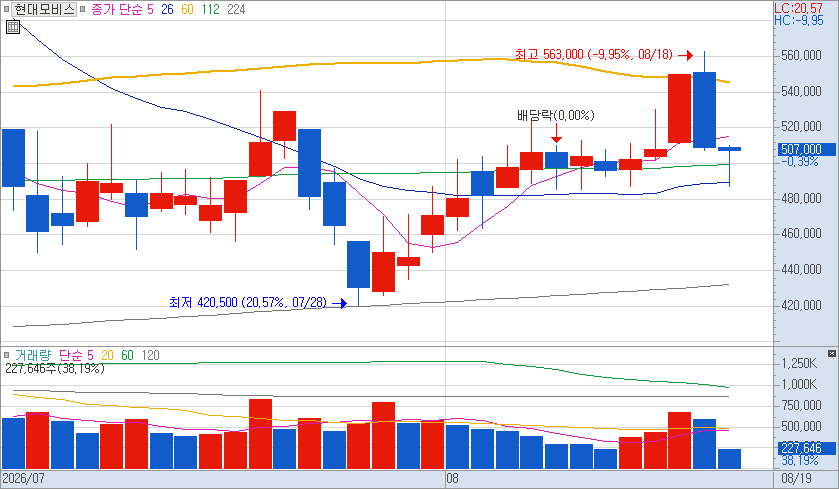 현대모비스 종가 단순 5 26 60 112 224
LC:20,57
HC:-9,95
최고 563,000 (-9,95%, 08/18)
560,000
540,000
배당락(0,00%)
520,000
507,000
-0,39%
480,000
460,000
440,000
최저 420,500 (20,57%, 07/28)
420,000
거래량 단순 5 20 60 120
227,646주(38,19%)
1,250K
1,000K
750,000
500,000
227,646
38,19%
2026/07
08
08/19